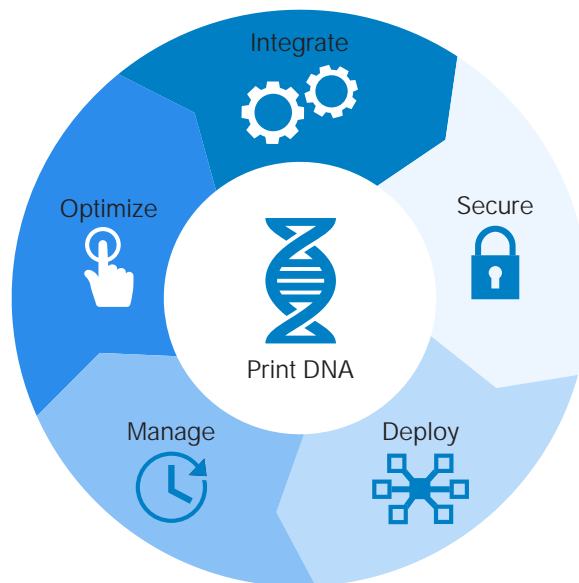 Integrate
Optimize
Secure
Print DNA
Manage
Deploy